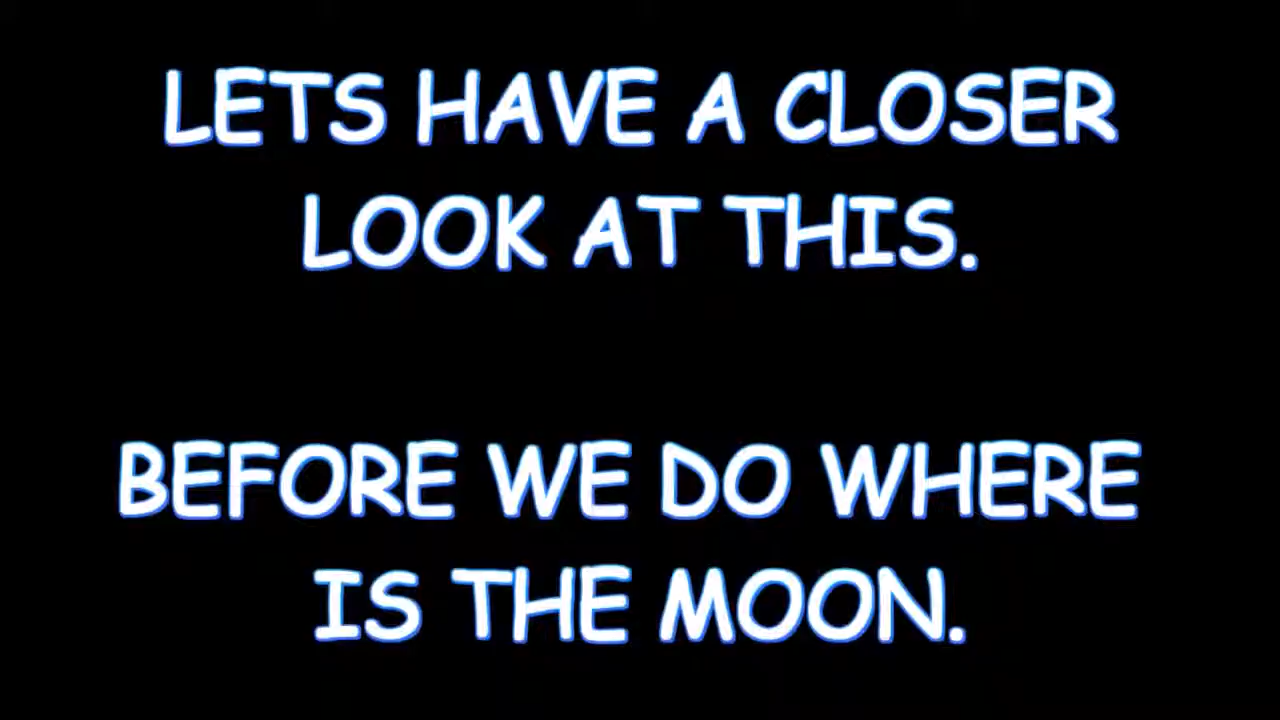 LETS HAVE A CLOSER
LOOK AT THIS.
BEFORE WE DO WHERE
IS THE MOON.